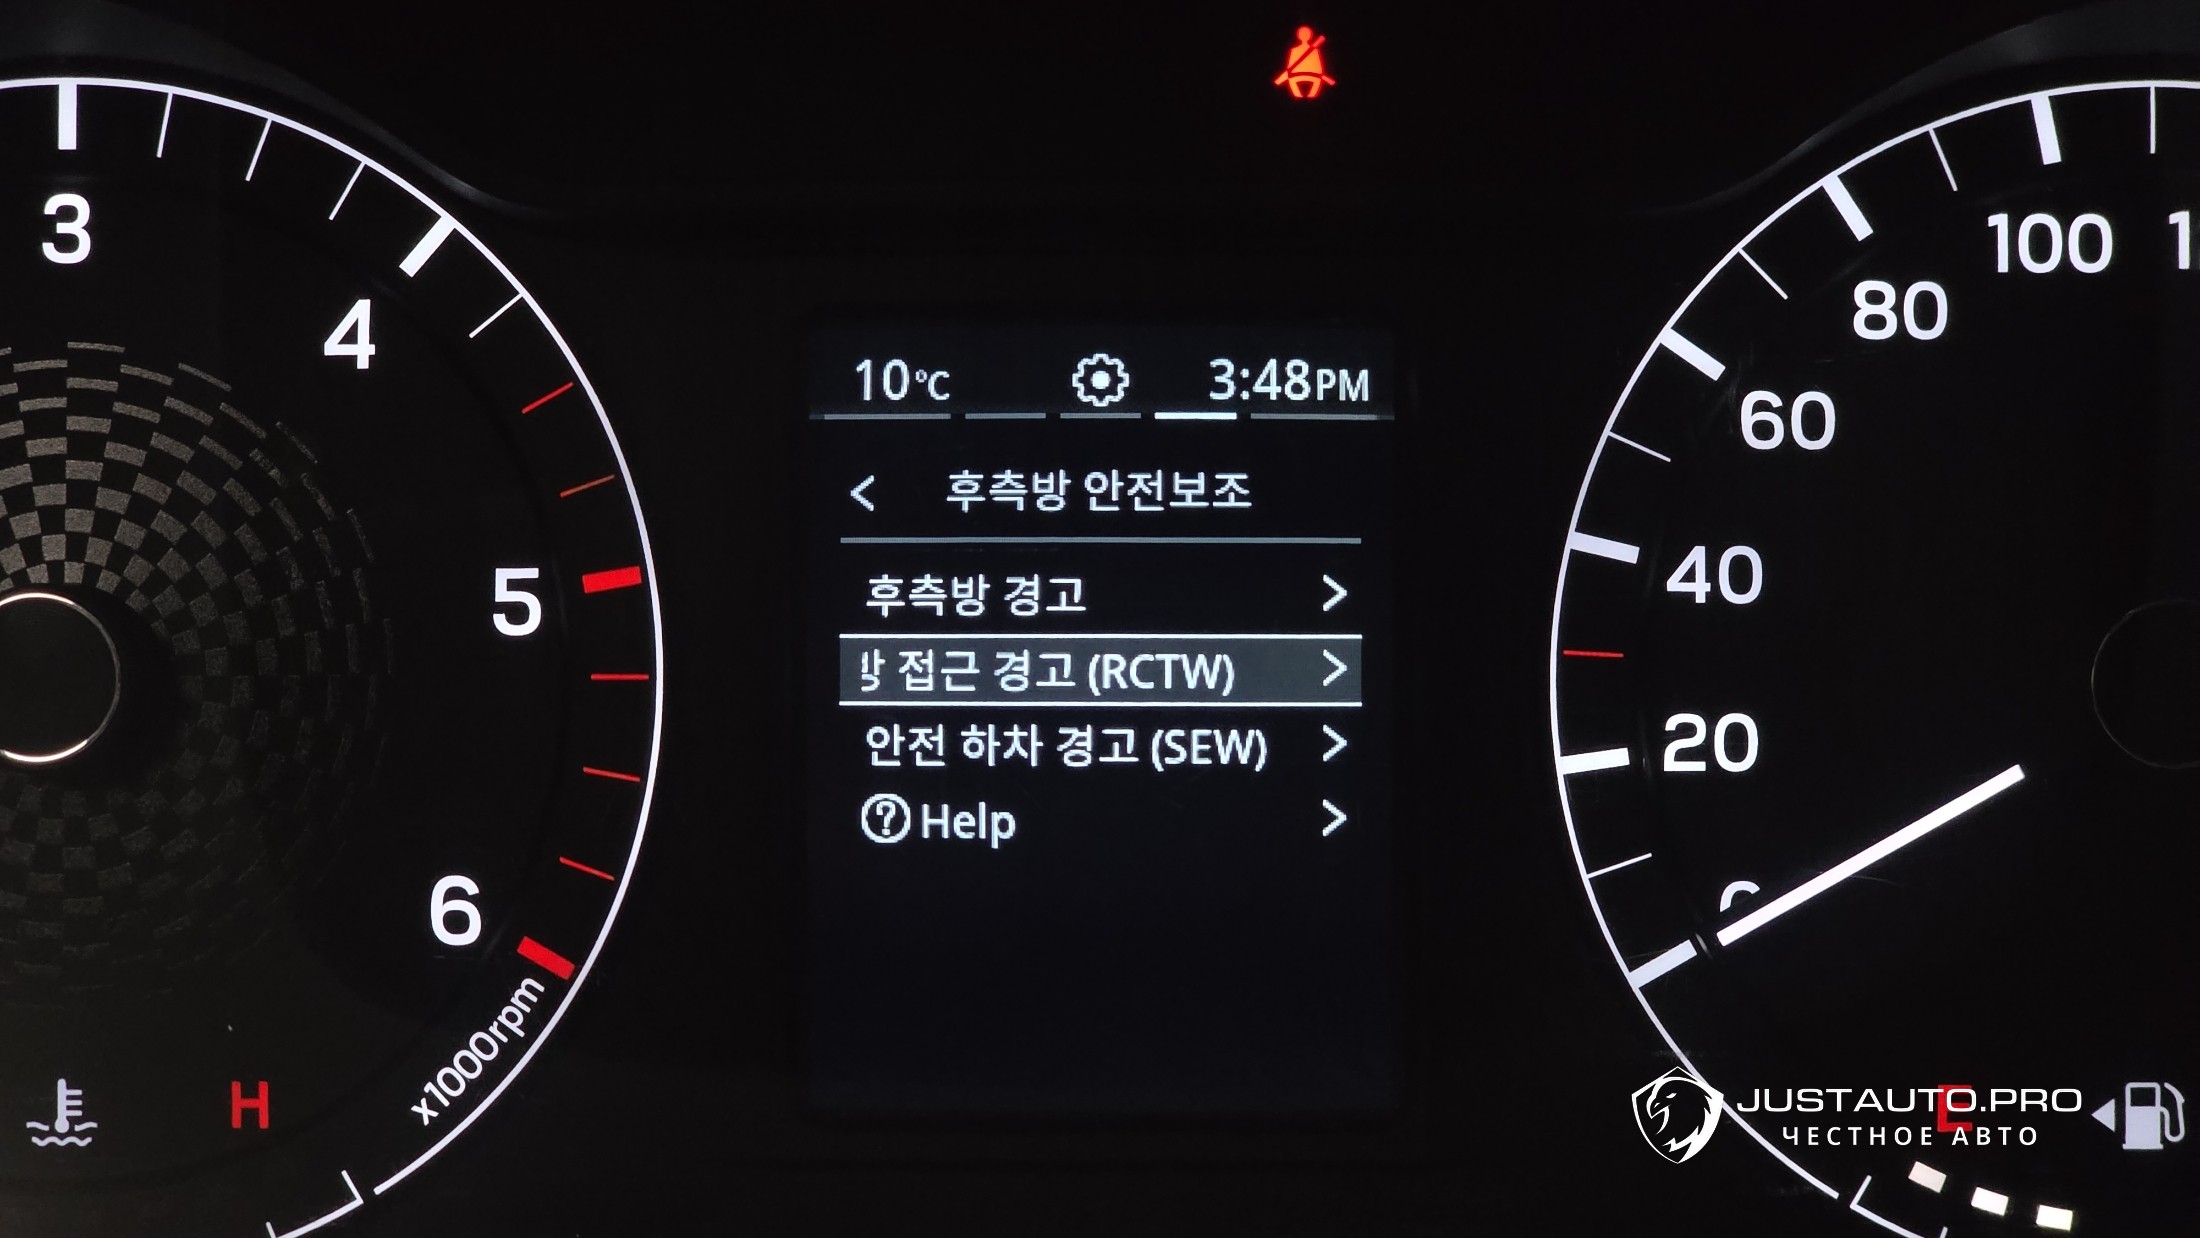 3
4
5
6
x1000rpm
H
10℃
3:48PM
< 후측방 안전보조
후측방 경고 >
접근 경고 (RCTW) >
안전 하차 경고 (SEW) >
? Help >
100
80
60
40
20
0
E
JUSTAUTO.PRO
ЧЕСТНОЕ АВТО